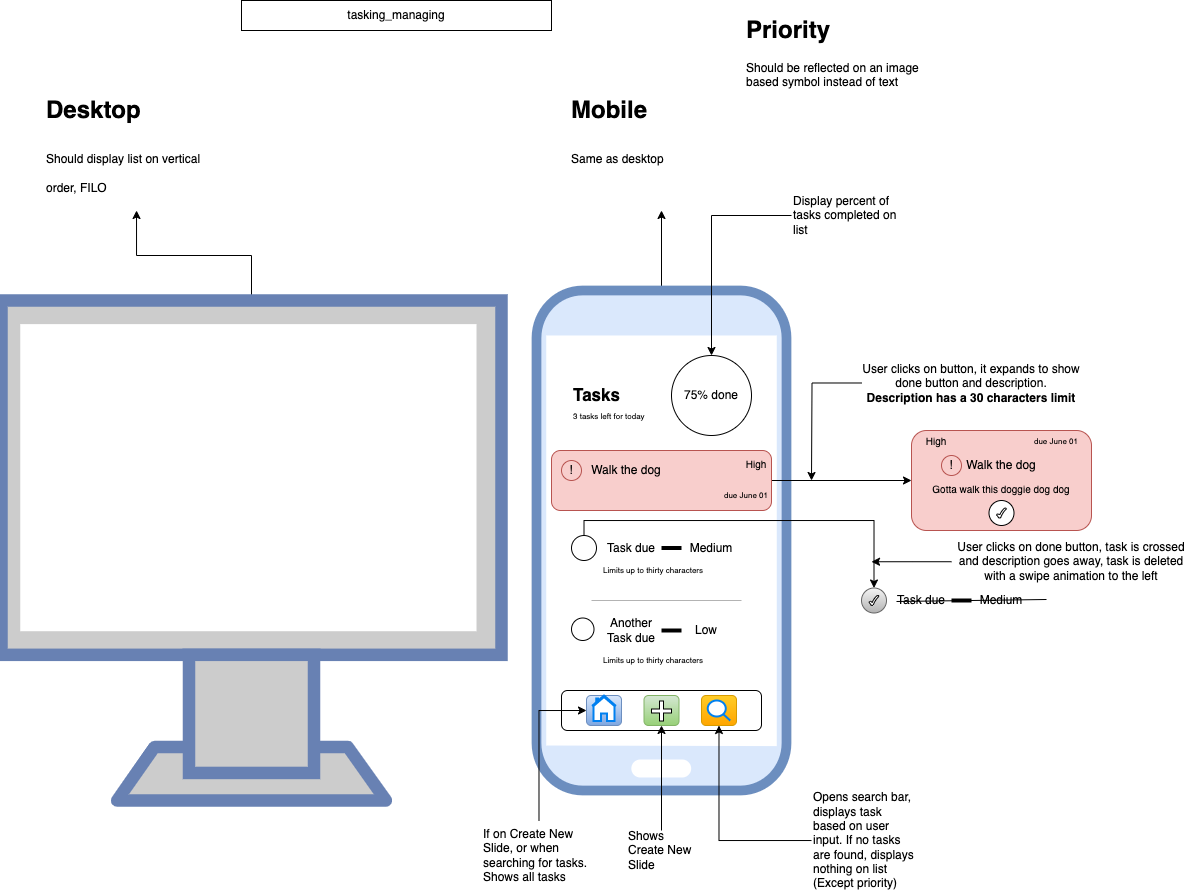 tasking_managing
Priority
Should be reflected on an image
based symbol instead of text
Desktop
Should display list on vertical
order, FILO
Mobile
Same as desktop
Display percent of
tasks completed on
list
Tasks
3 tasks left for today
75% done
!
Walk the dog
High
due June 01
User clicks on button, it expands to show
done button and description.
Description has a 30 characters limit
High
due June 01
!
Walk the dog
Gotta walk this doggie dog dog
Task due
Medium
Limits up to thirty characters
User clicks on done button, task is crossed
and description goes away, task is deleted
with a swipe animation to the left
Task due
Medium
Another
Task due
Low
Limits up to thirty characters
If on Create New
Slide, or when
searching for tasks.
Shows all tasks
Shows
Create New
Slide
Opens search bar,
displays task
based on user
input. If no tasks
are found, displays
nothing on list
(Except priority)